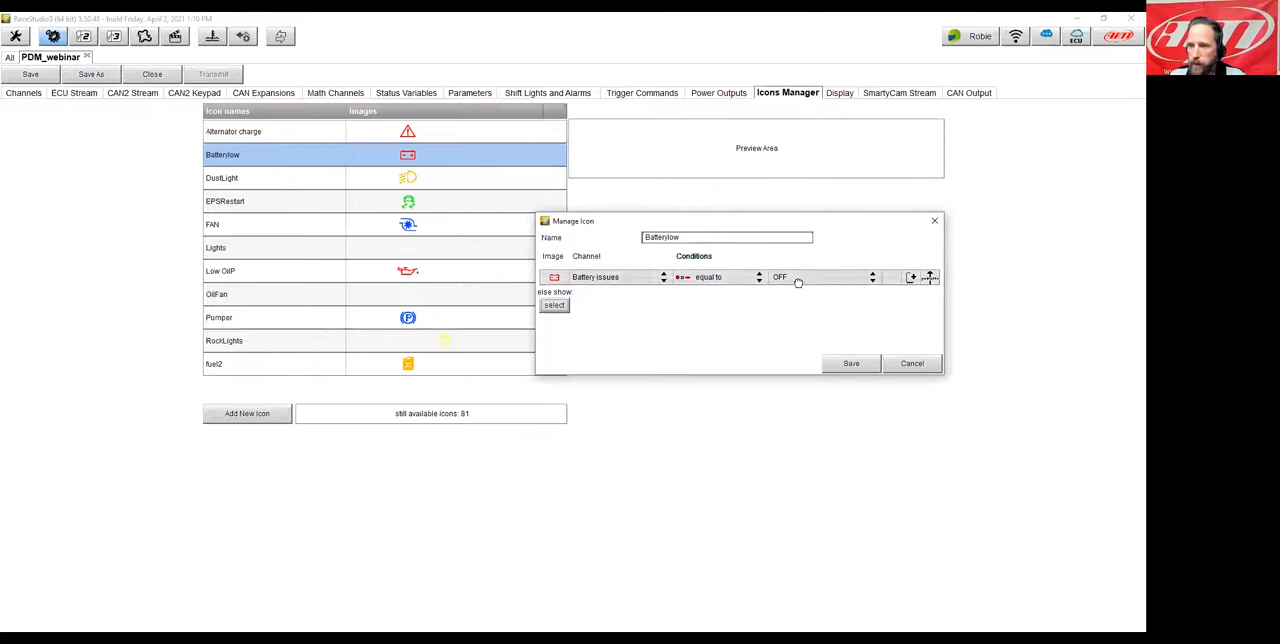 RaceStudio3 (64 bit) 3.50.48 - build Friday, April 2, 2021 1:10 PM
2 3 Robie ECU AiM
All PDM_webinar
Save Save As Close Transmit
Channels ECU Stream CAN2 Stream CAN2 Keypad CAN Expansions Math Channels Status Variables Parameters Shift Lights and Alarms Trigger Commands Power Outputs Icons Manager Display SmartyCam Stream CAN Output
Icon names Images
Alternator charge
Preview Area
Batterylow
DustLight
EPSRestart
Manage Icon
FAN
Name Batterylow
Lights
Image Channel Conditions
Low OilP
Battery issues equal to OFF
else show:
OilFan
select
Pumper
RockLights
fuel2
Save Cancel
Add New Icon still available icons: 81